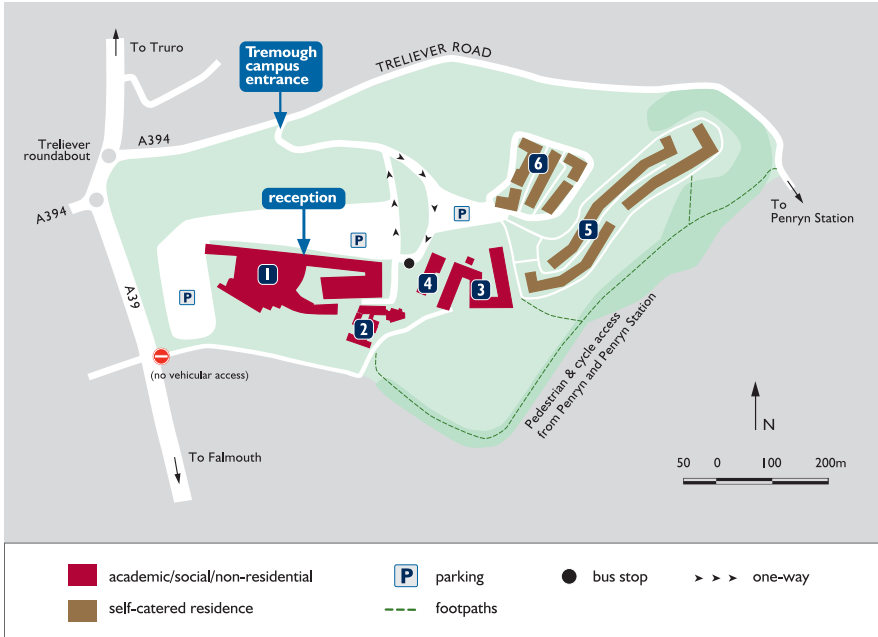 To Truro
Tremough
campus
entrance
TRELIEVER ROAD
Treliever
roundabout
A394
A394
reception
P
P
P
6
5
To
Penryn Station
1
4
3
2
A39
(no vehicular access)
Pedestrian & cycle access
from Penryn and Penryn Station
To Falmouth
N
50 0 100 200m
academic/social/non-residential
P parking
bus stop
one-way
self-catered residence
footpaths